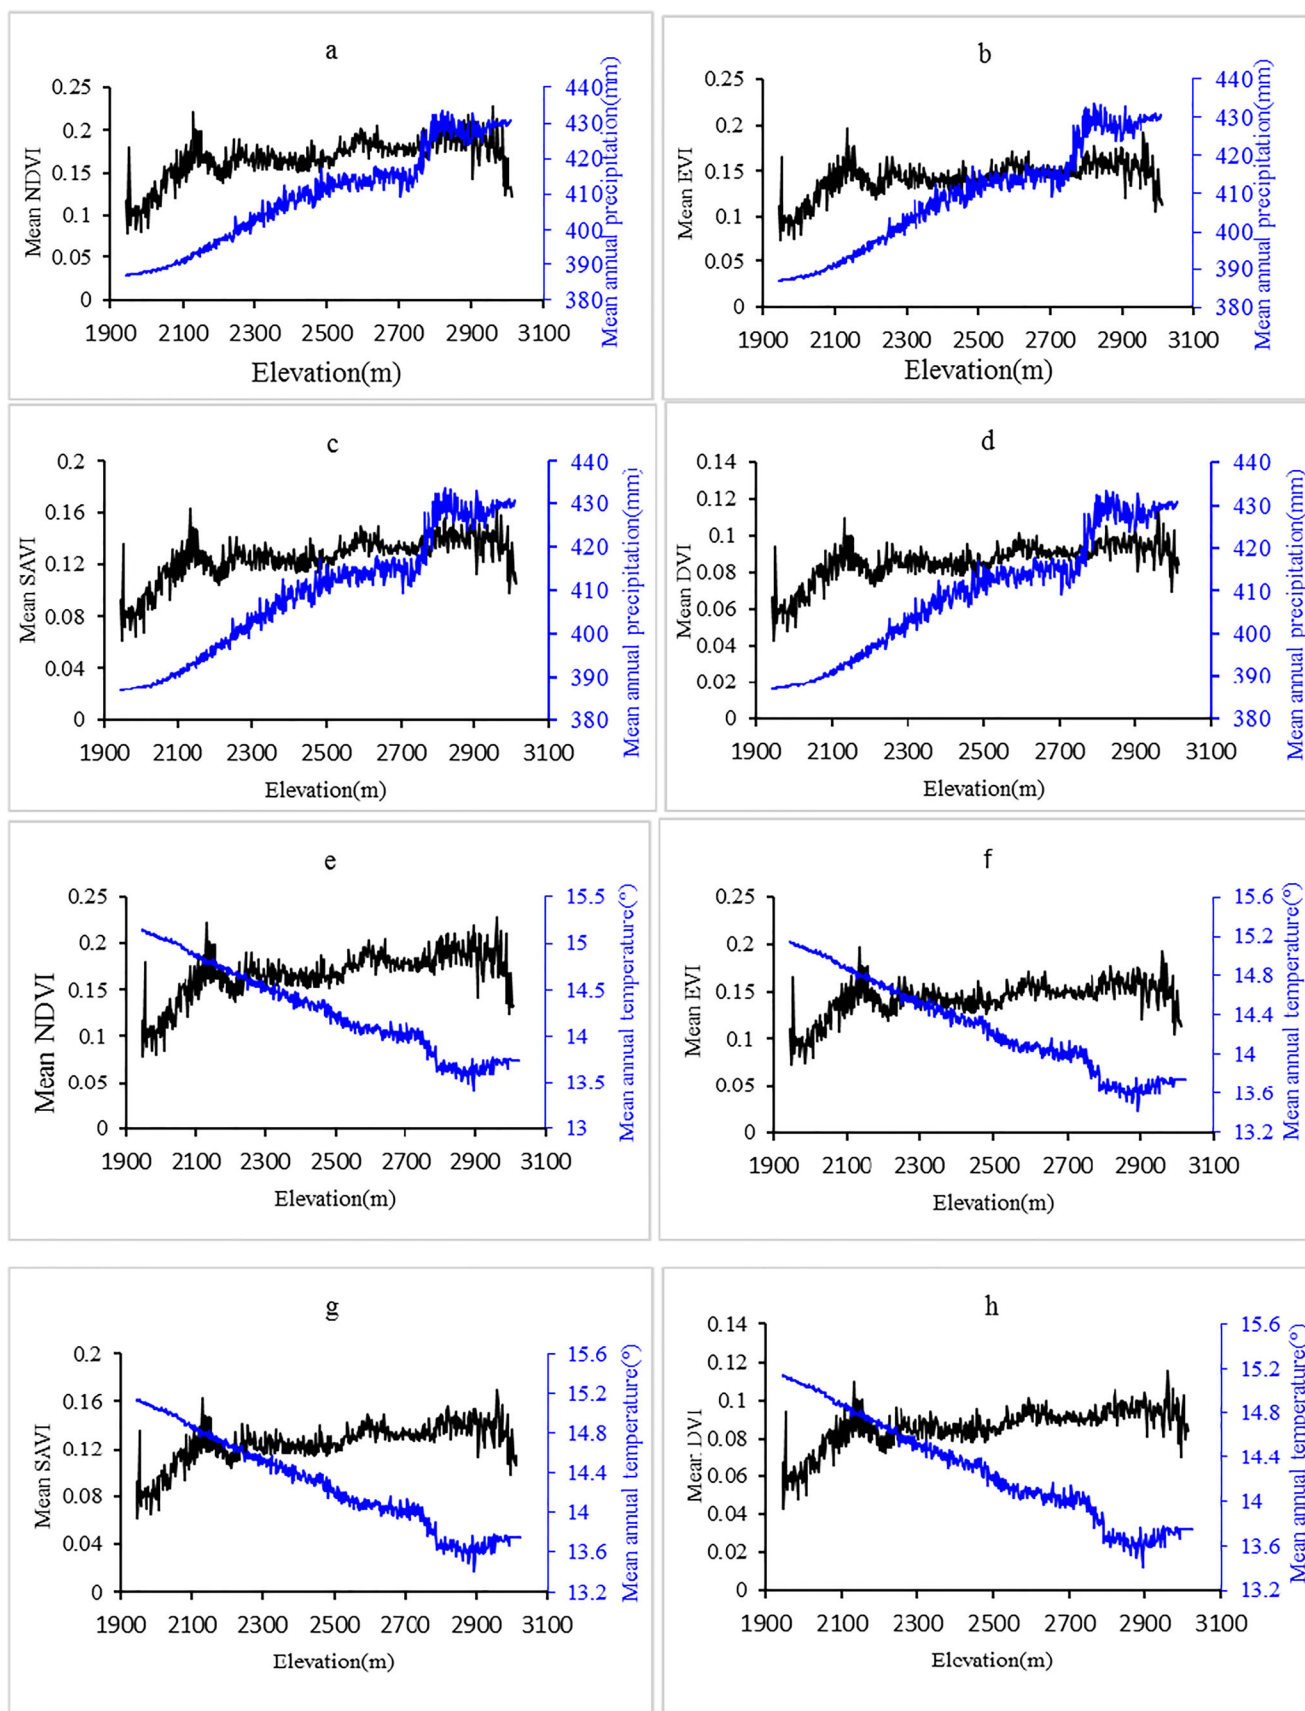 a
Mean NDVI
0.25
0.2
0.15
0.1
0.05
0
440
430
420
410
400
390
380
Mean annual precipitation(mm)
1900 2100 2300 2500 2700 2900 3100
Elevation(m)
b
Mean EVI
0.25
0.2
0.15
0.1
0.05
0
440
430
420
410
400
390
380
Mean annual precipitation(mm)
1900 2100 2300 2500 2700 2900 3100
Elevation(m)
c
Mean SAVI
0.2
0.16
0.12
0.08
0.04
0
440
430
420
410
400
390
380
Mean annual precipitation(mm)
1900 2100 2300 2500 2700 2900 3100
Elevation(m)
d
Mean DVI
0.14
0.12
0.1
0.08
0.06
0.04
0.02
0
440
430
420
410
400
390
380
Mean annual precipitation(mm)
1900 2100 2300 2500 2700 2900 3100
Elevation(m)
e
Mean NDVI
0.25
0.2
0.15
0.1
0.05
0
15.5
15
14.5
14
13.5
13
Mean annual temperature(°)
1900 2100 2300 2500 2700 2900 3100
Elevation(m)
f
Mean EVI
0.25
0.2
0.15
0.1
0.05
0
15.6
15.2
14.8
14.4
14
13.6
13.2
Mean annual temperature(°)
1900 2100 2300 2500 2700 2900 3100
Elevation(m)
g
Mean SAVI
0.2
0.16
0.12
0.08
0.04
0
15.6
15.2
14.8
14.4
14
13.6
13.2
Mean annual temperature(°)
1900 2100 2300 2500 2700 2900 3100
Elevation(m)
h
Mean DVI
0.14
0.12
0.1
0.08
0.06
0.04
0.02
0
15.6
15.2
14.8
14.4
14
13.6
13.2
Mean annual temperature(°)
1900 2100 2300 2500 2700 2900 3100
Elevation(m)